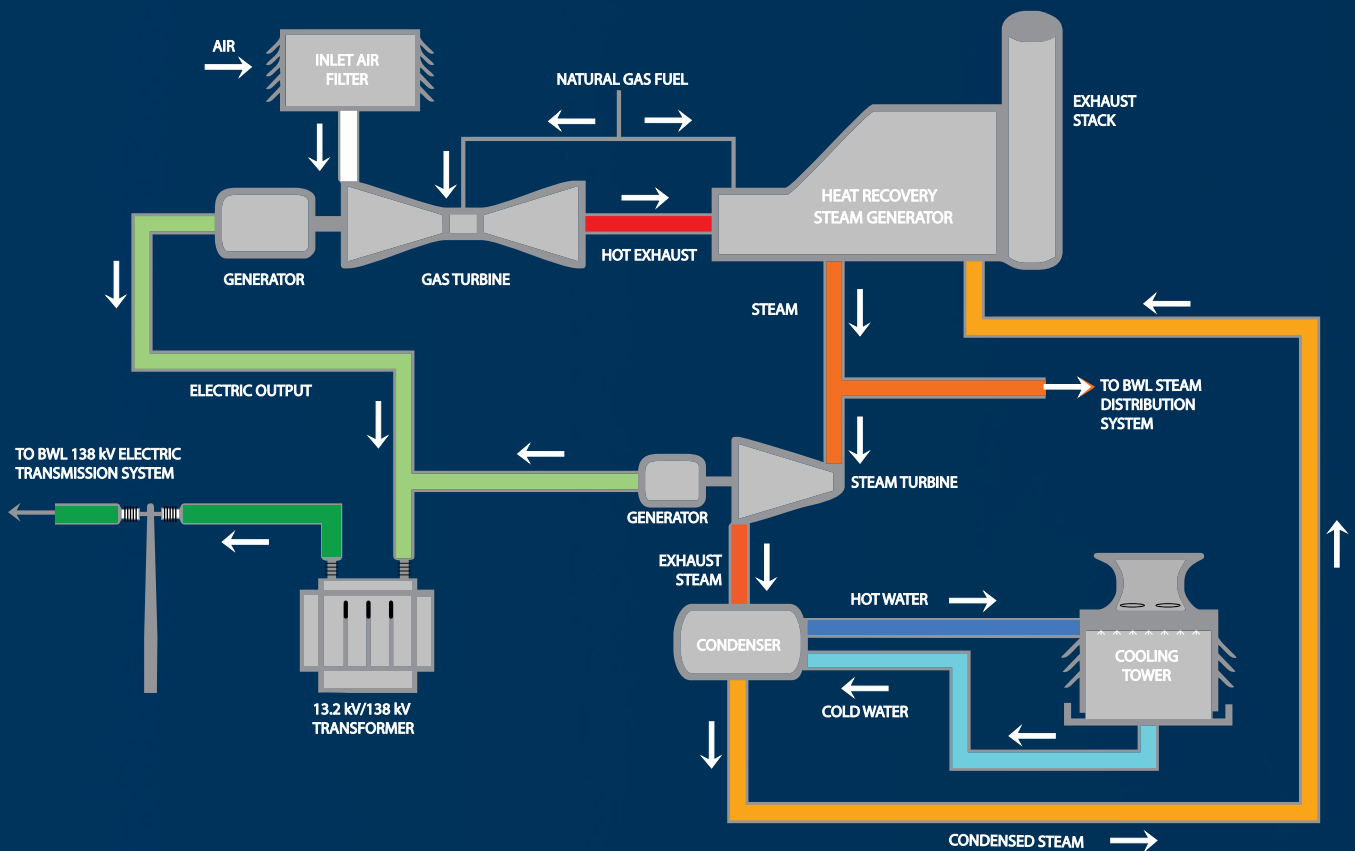 AIR
INLET AIR
FILTER
NATURAL GAS FUEL
EXHAUST
STACK
HEAT RECOVERY
STEAM GENERATOR
GENERATOR
GAS TURBINE
HOT EXHAUST
STEAM
ELECTRIC OUTPUT
TO BWL STEAM
DISTRIBUTION
SYSTEM
TO BWL 138 kV ELECTRIC
TRANSMISSION SYSTEM
STEAM TURBINE
GENERATOR
EXHAUST
STEAM
HOT WATER
CONDENSER
COOLING
TOWER
COLD WATER
13.2 kV/138 kV
TRANSFORMER
CONDENSED STEAM